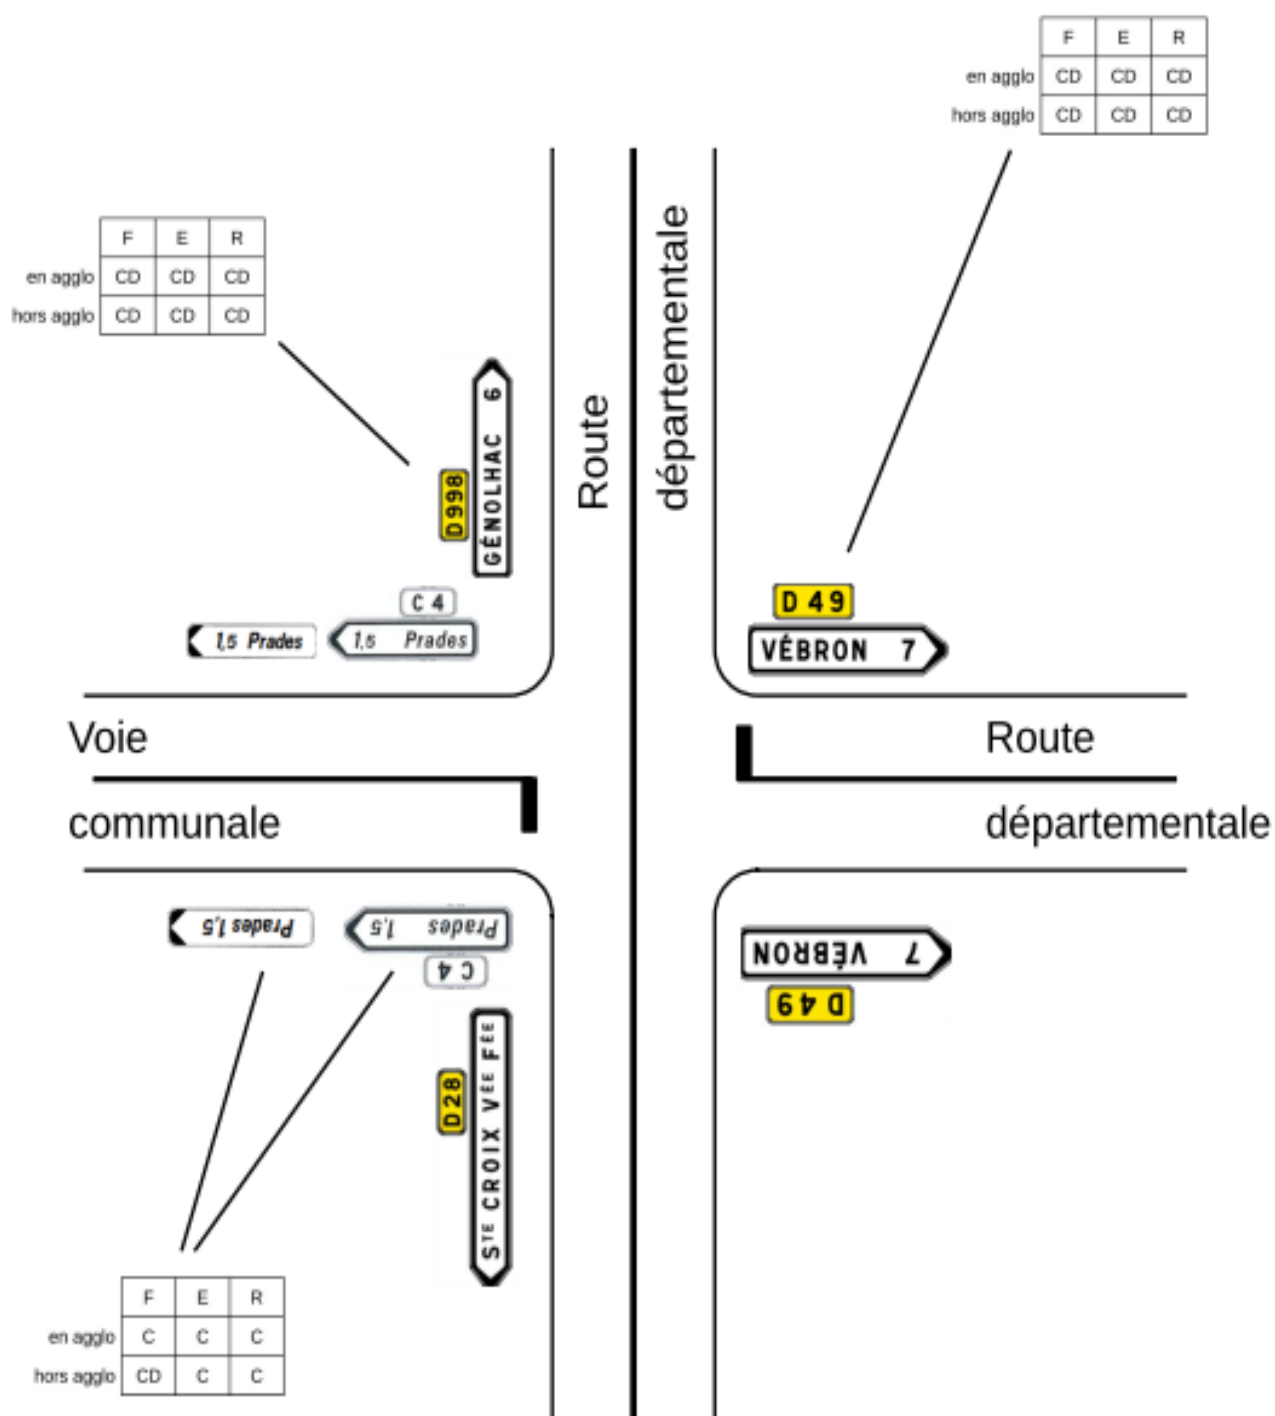 F E R
en agglo CD CD CD
hors agglo CD CD CD
F E R
en agglo CD CD CD
hors agglo CD CD CD
Route
départementale
GÉNOLHAC 6
D 998
C 4
1,5 Prades
1,5 Prades
D 49
VÉBRON 7
Voie
communale
Route
départementale
Prades 1,5
Prades 1,5
C 4
VÉBRON 7
D 49
D 28
STE CROIX VÉE FÉE
F E R
en agglo C C C
hors agglo CD C C